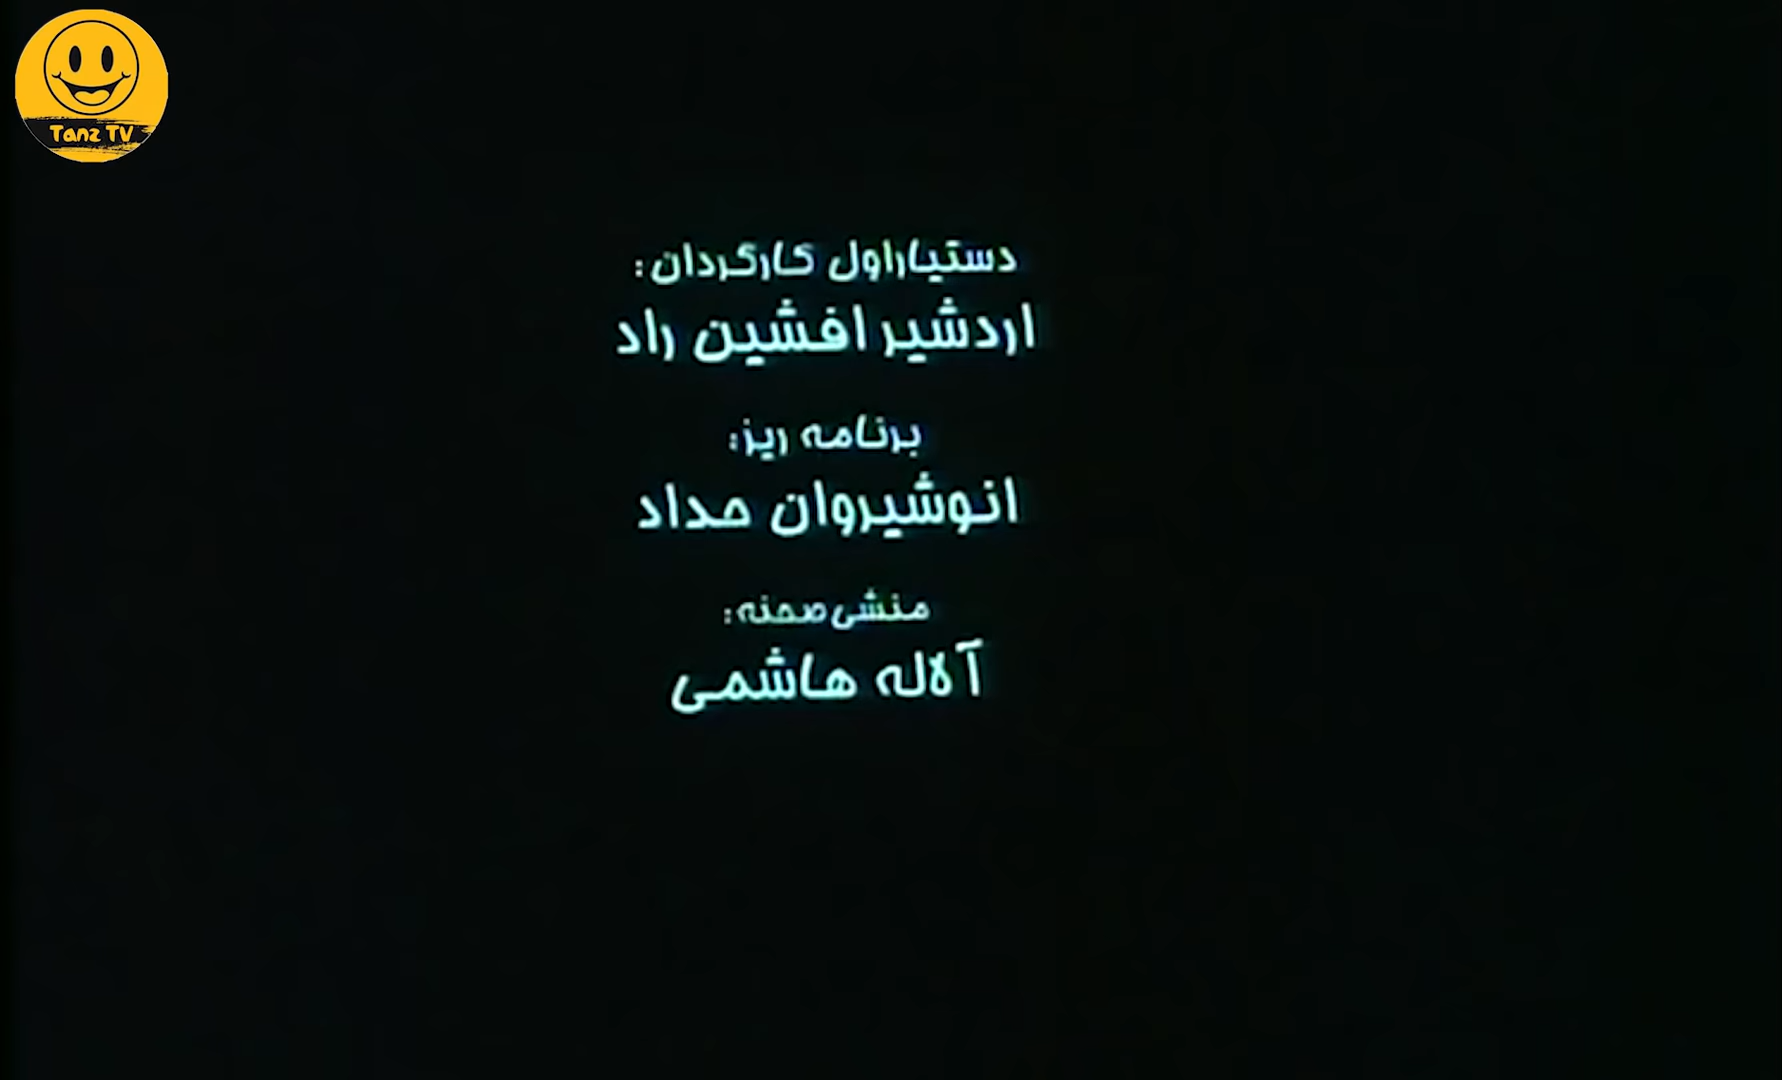 Tanz TV
دستیار اول کارگردان:
اردشیر افشین راد
برنامه ریز:
انوشیروان حداد
منشی صحنه:
آلاله هاشمی